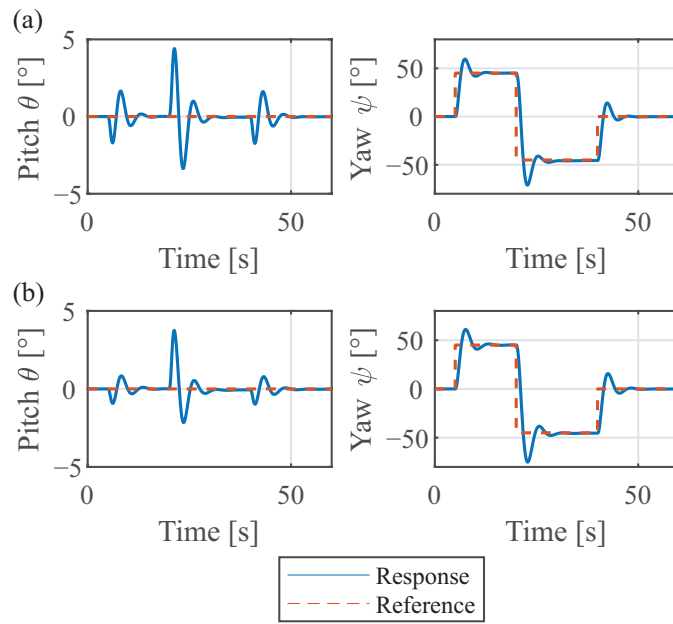 (a)
5
0
−5
Pitch θ [°]
0
50
Time [s]
50
0
−50
Yaw ψ [°]
0
50
Time [s]
(b)
5
0
−5
Pitch θ [°]
0
50
Time [s]
50
0
−50
Yaw ψ [°]
0
50
Time [s]
Response
Reference